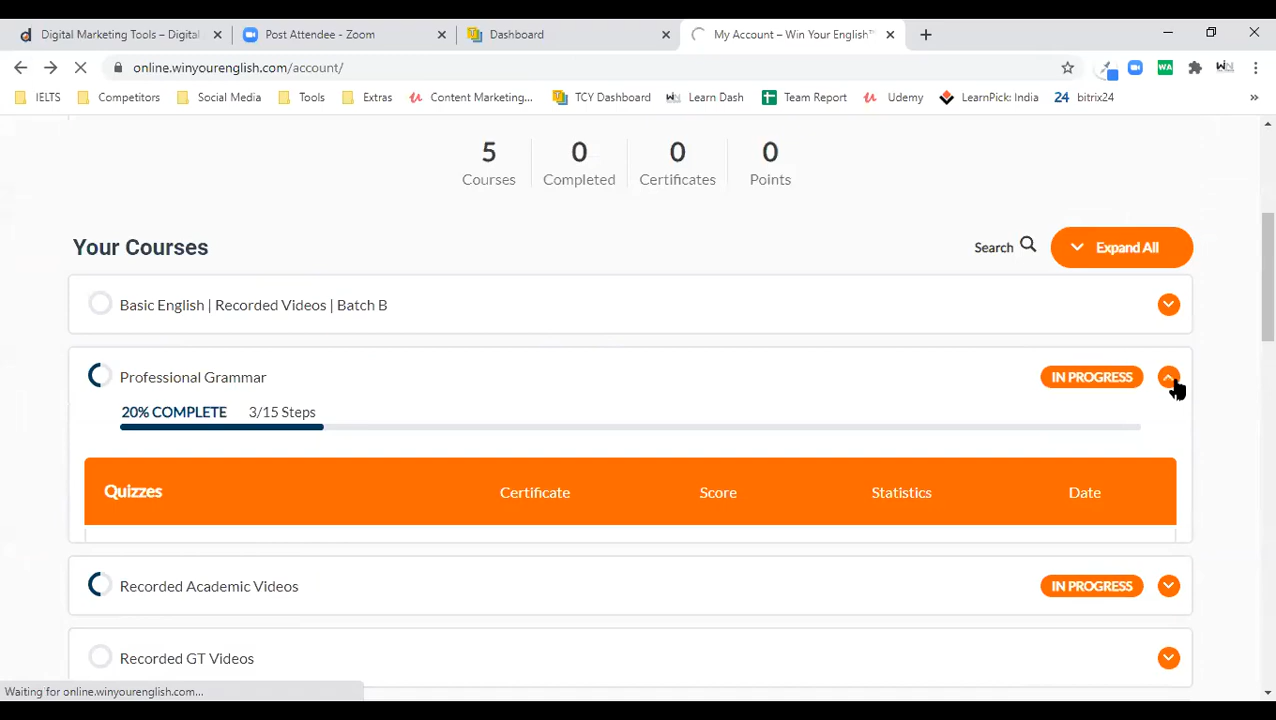 Digital Marketing Tools – Digital
Post Attendee - Zoom
Dashboard
My Account – Win Your English™
online.winyourenglish.com/account/
IELTS
Competitors
Social Media
Tools
Extras
Content Marketing...
TCY Dashboard
Learn Dash
Team Report
Udemy
LearnPick: India
24 bitrix24
5
0
0
0
Courses
Completed
Certificates
Points
Your Courses
Search
Expand All
Basic English | Recorded Videos | Batch B
Professional Grammar
IN PROGRESS
20% COMPLETE 3/15 Steps
Quizzes
Certificate
Score
Statistics
Date
Recorded Academic Videos
IN PROGRESS
Recorded GT Videos
Waiting for online.winyourenglish.com...